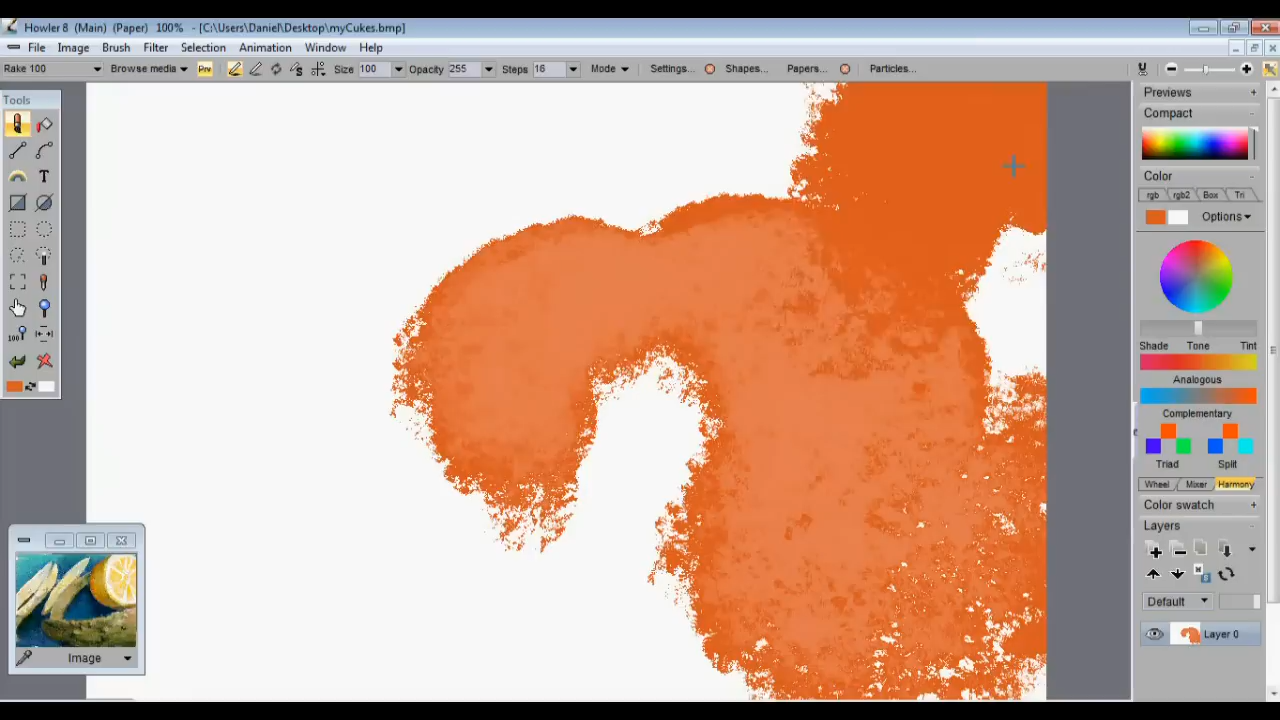 Howler 8 (Main) (Paper) 100% - [C:\Users\Daniel\Desktop\myCukes.bmp]
File Image Brush Filter Selection Animation Window Help
Rake 100 Browse media Prv Size 100 Opacity 255 Steps 16 Mode Settings... Shapes... Papers... Particles...
Tools
T
100
Image
Previews +
Compact -
Color -
rgb rgb2 Box Tri
Options
Shade Tone Tint
Analogous
Complementary
Triad Split
Wheel Mixer Harmony
Color swatch +
Layers -
Default
Layer 0